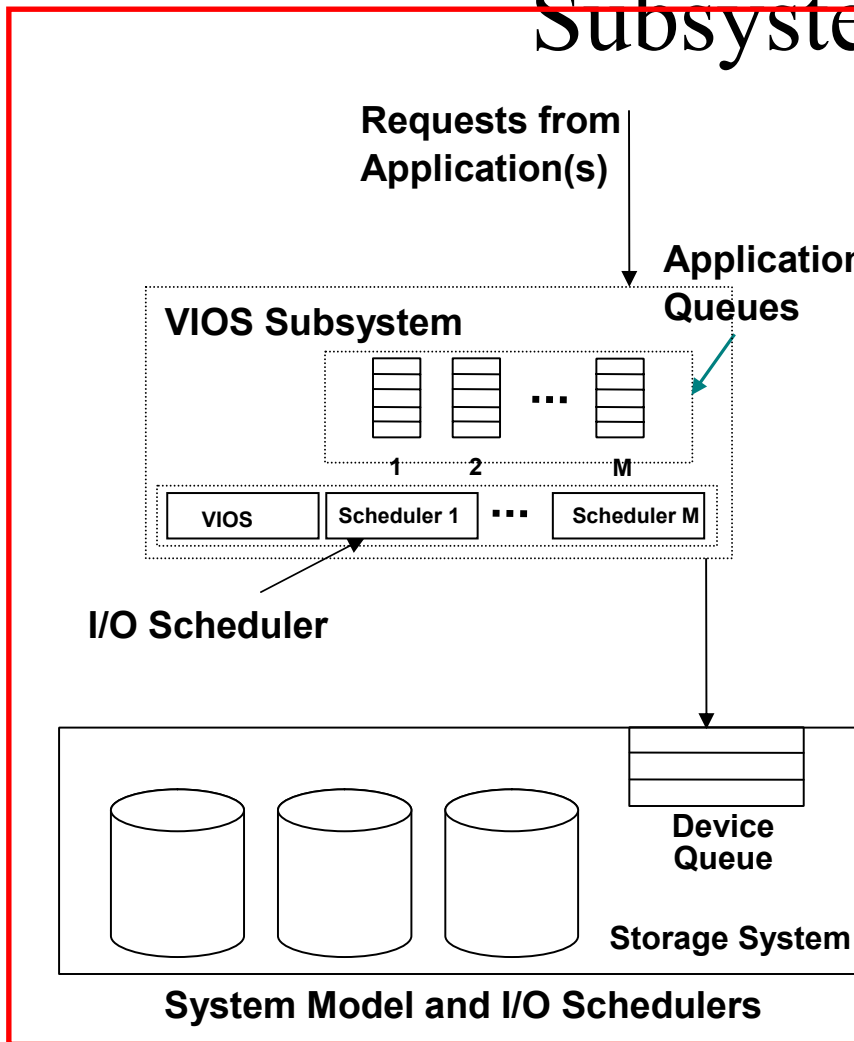 Subsyste
Requests from
Application(s)
Application
Queues
VIOS Subsystem
...
1 2 M
VIOS Scheduler 1 ... Scheduler M
I/O Scheduler
Device
Queue
Storage System
System Model and I/O Schedulers